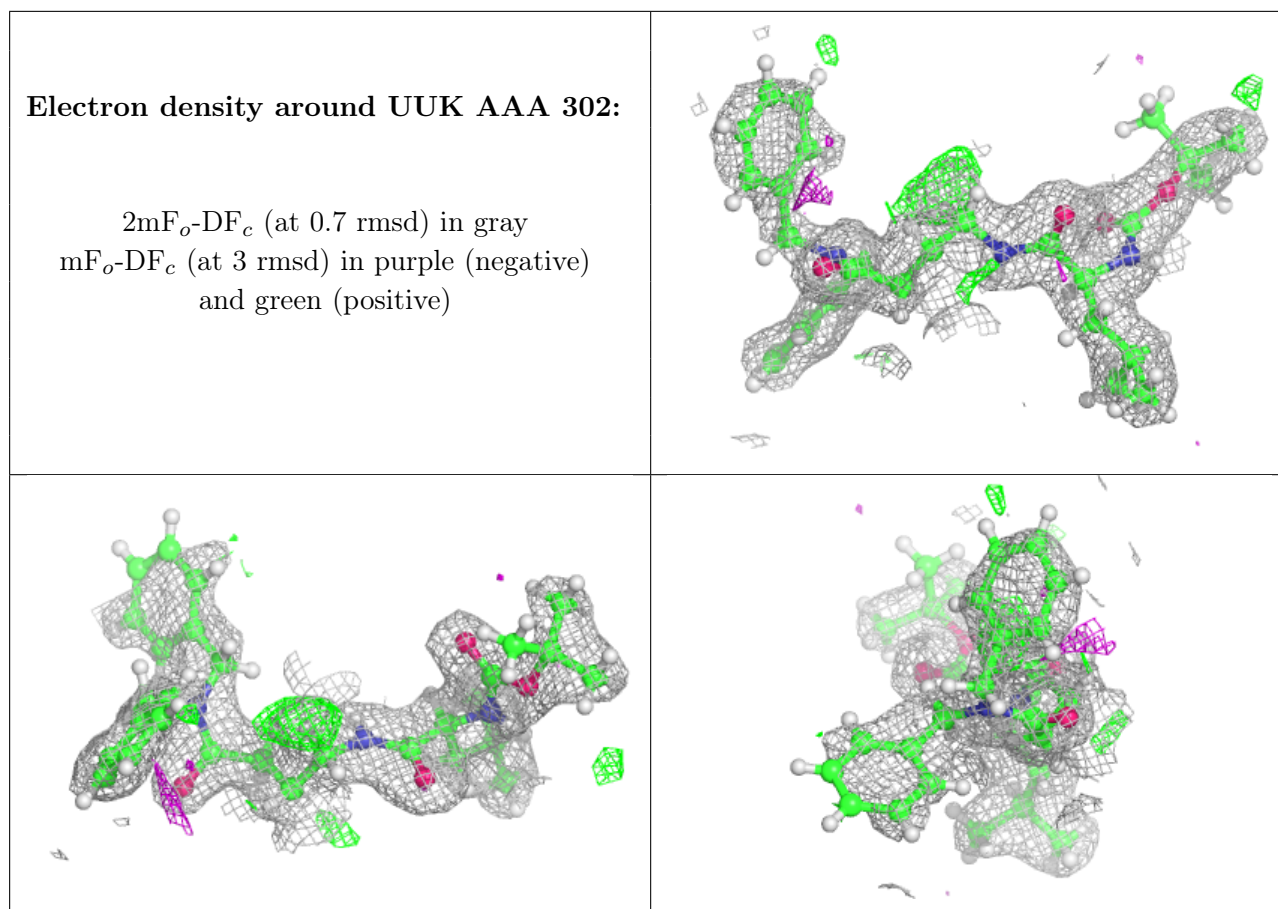 Electron density around UUK AAA 302:
2mFo-DFc (at 0.7 rmsd) in gray
mFo-DFc (at 3 rmsd) in purple (negative)
and green (positive)